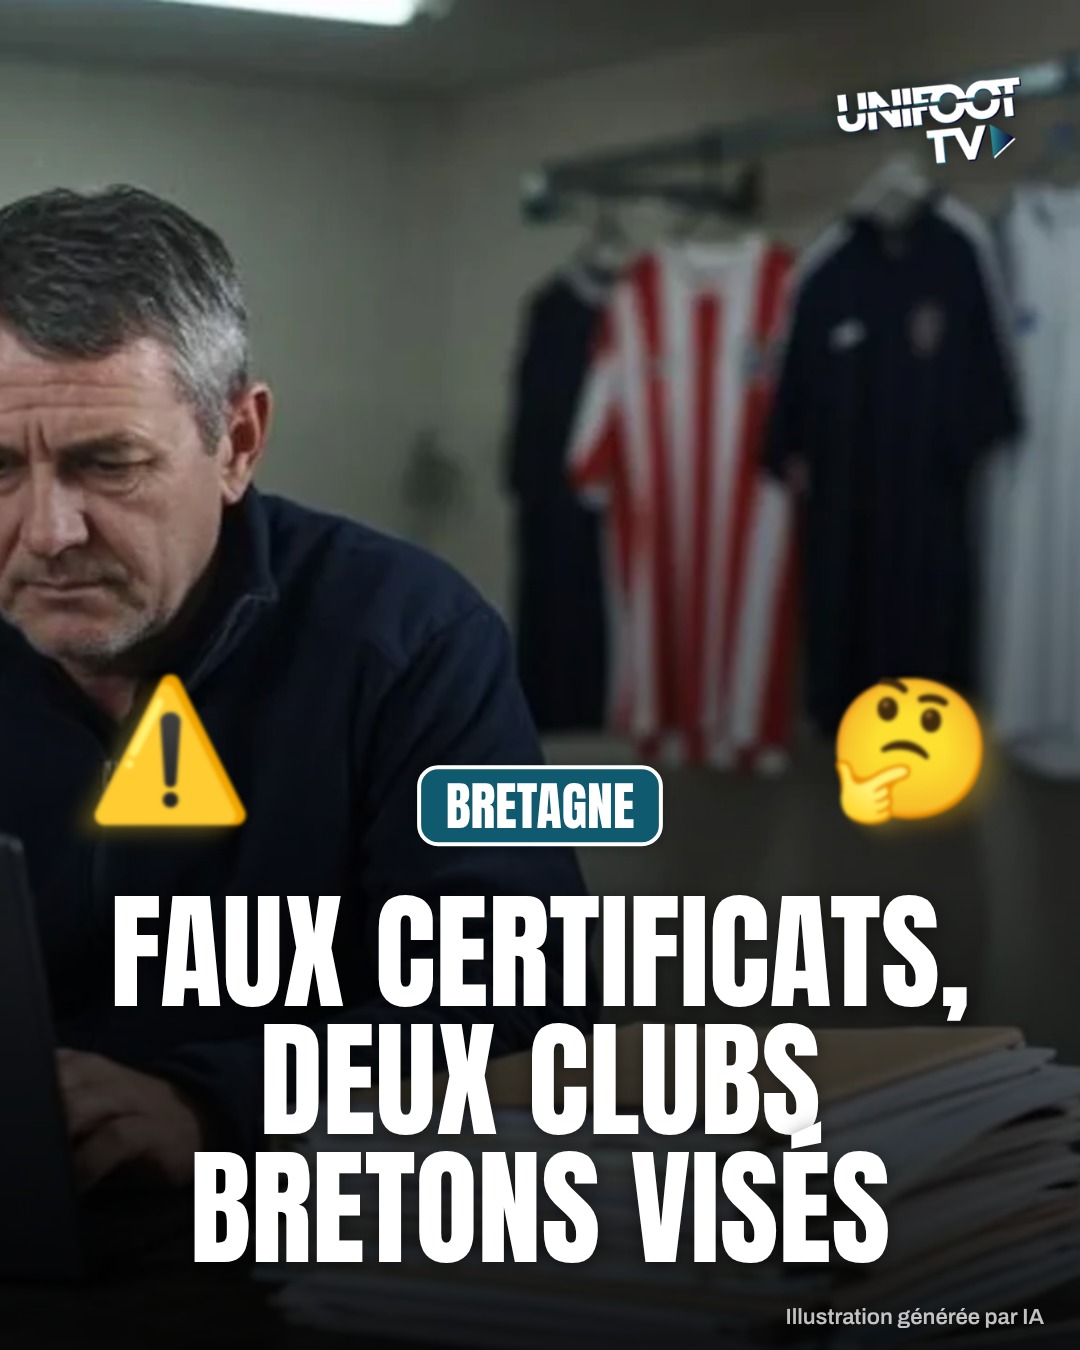 UNIFOOT
TV
BRETAGNE
FAUX CERTIFICATS,
DEUX CLUBS
BRETONS VISÉS
Illustration générée par IA